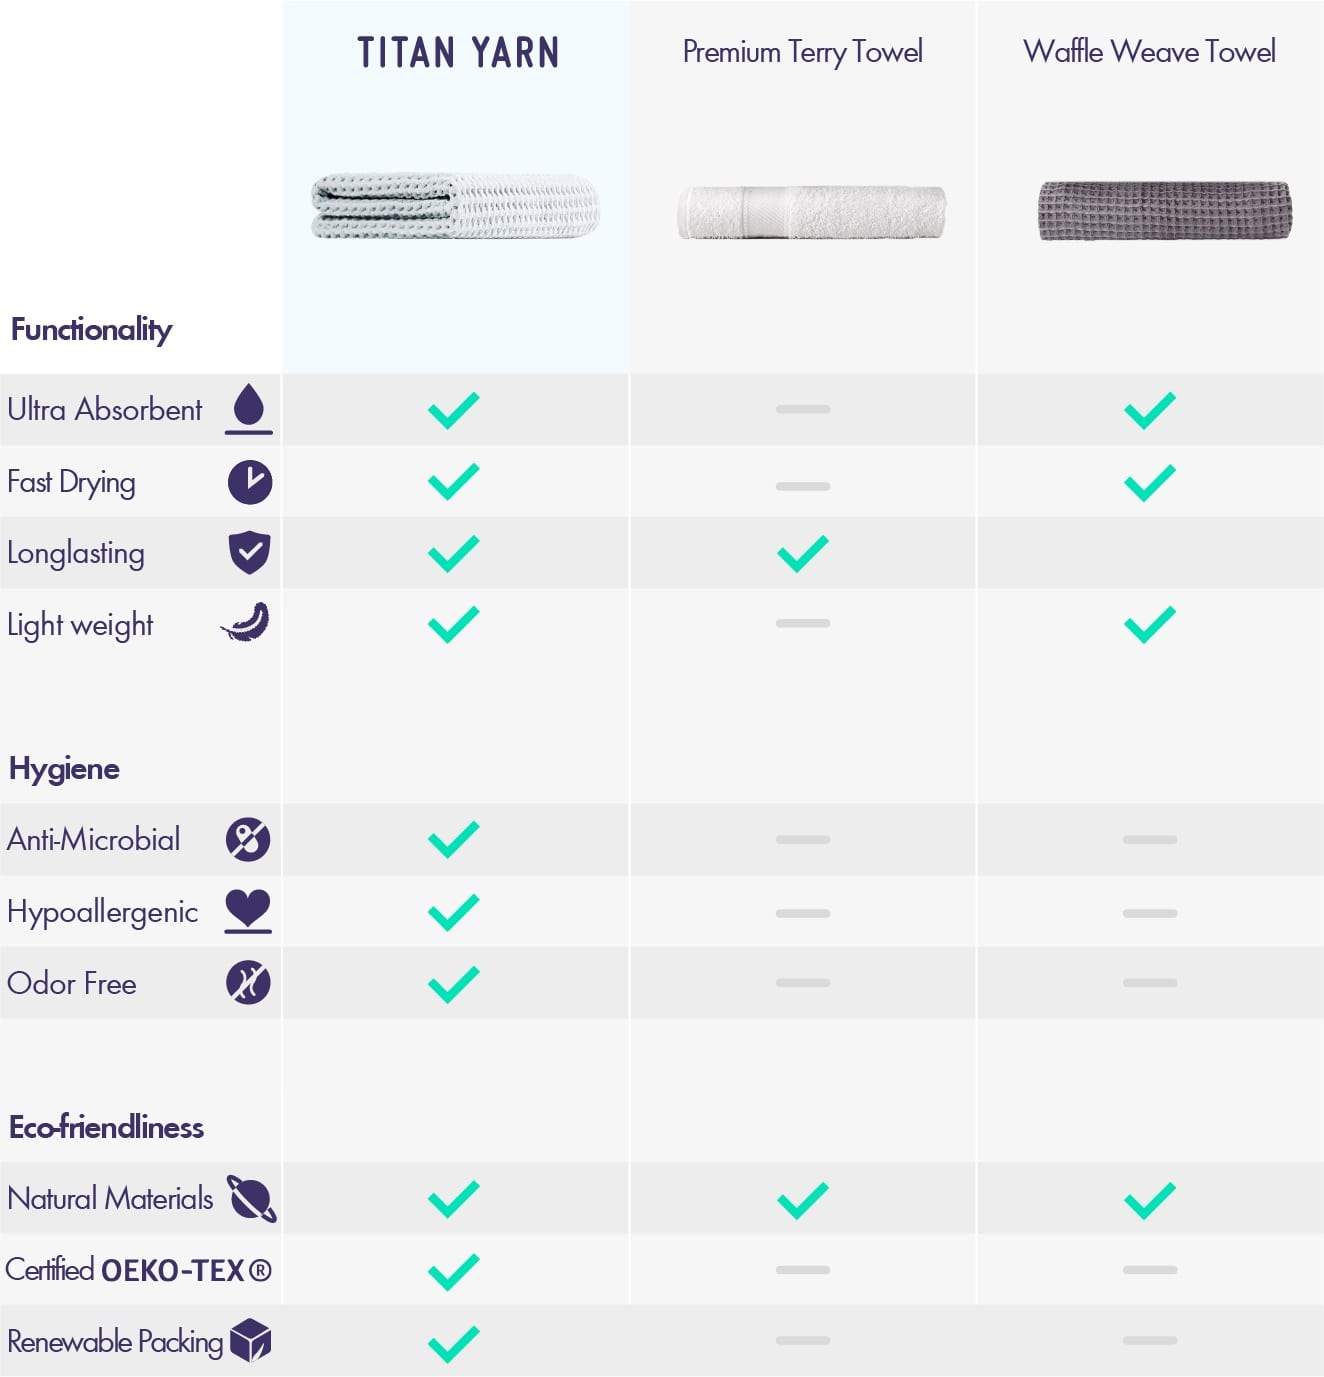 TITAN YARN
Premium Terry Towel
Waffle Weave Towel
Functionality
Ultra Absorbent
Fast Drying
Longlasting
Light weight
Hygiene
Anti-Microbial
Hypoallergenic
Odor Free
Eco-friendliness
Natural Materials
Certified OEKO-TEX®
Renewable Packing